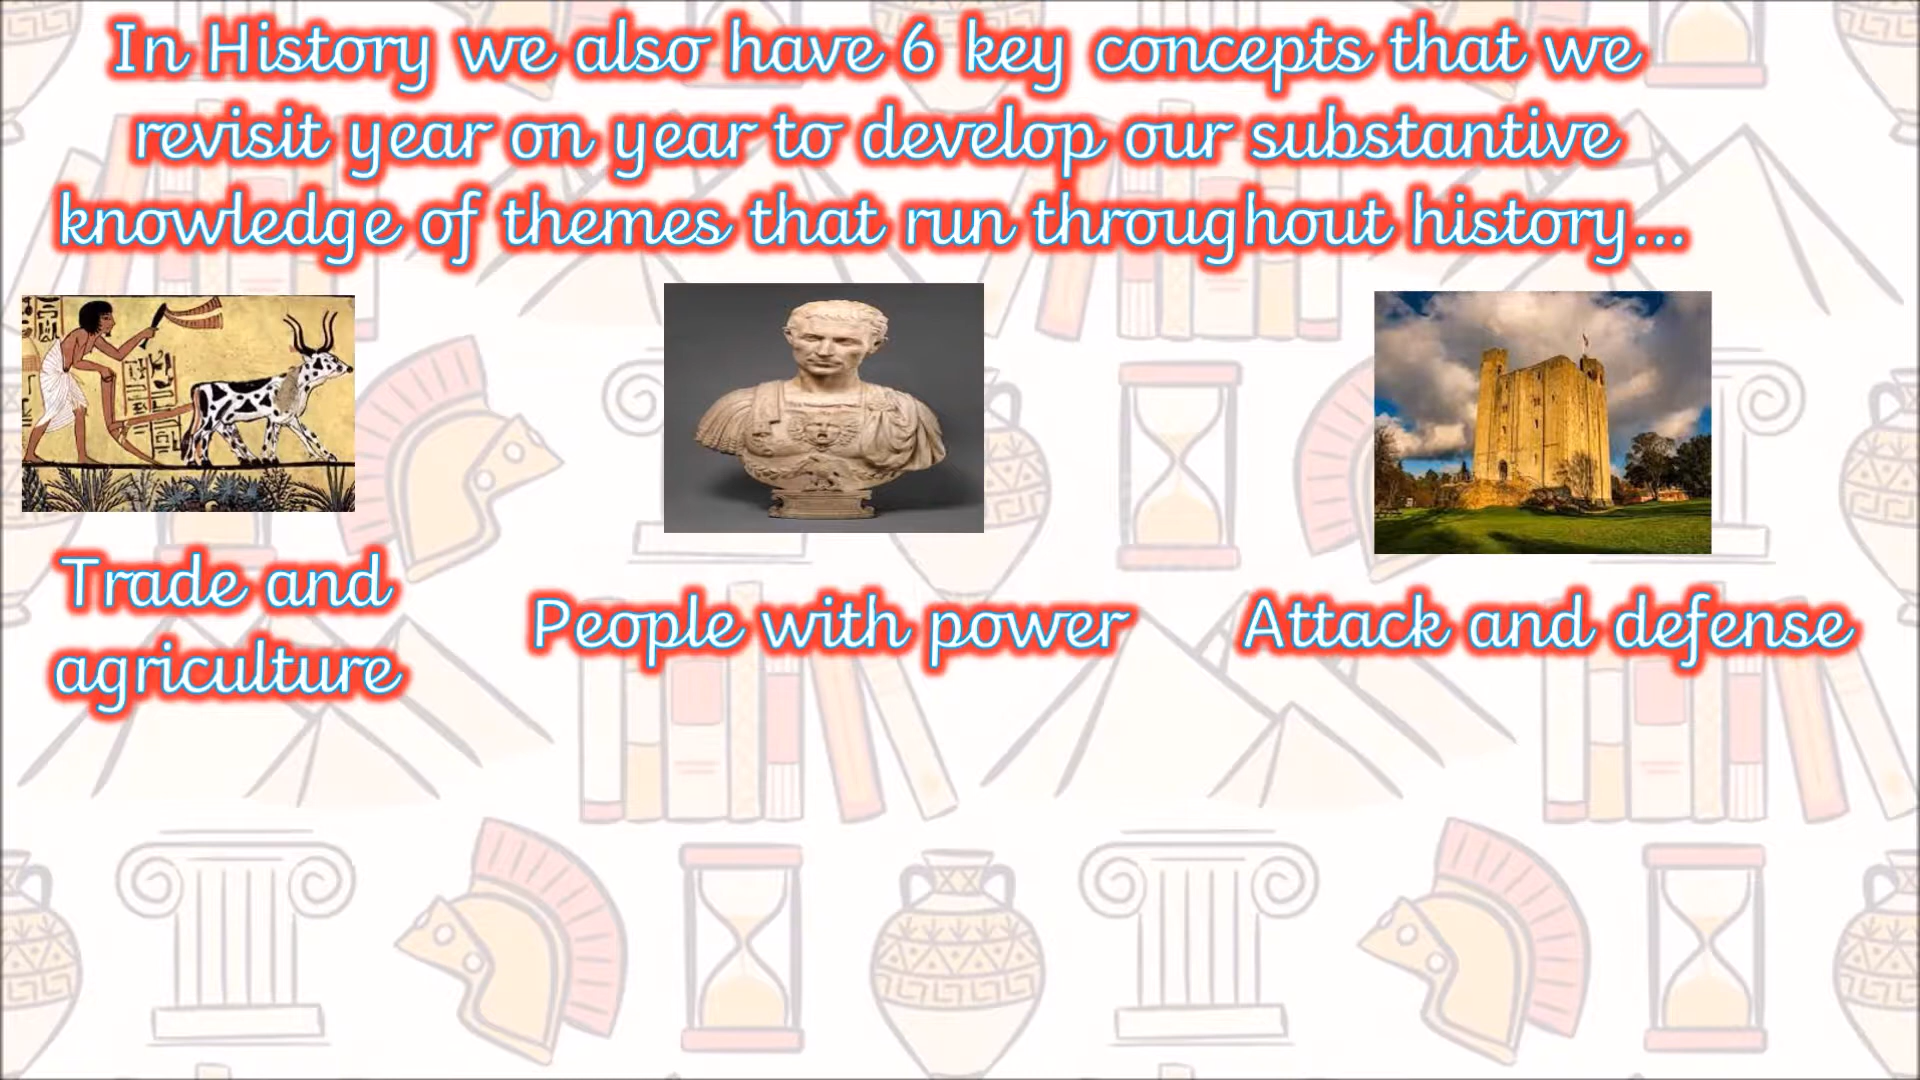 In History we also have 6 key concepts that we
revisit year on year to develop our substantive
knowledge of themes that run throughout history...
Trade and
agriculture
People with power
Attack and defense